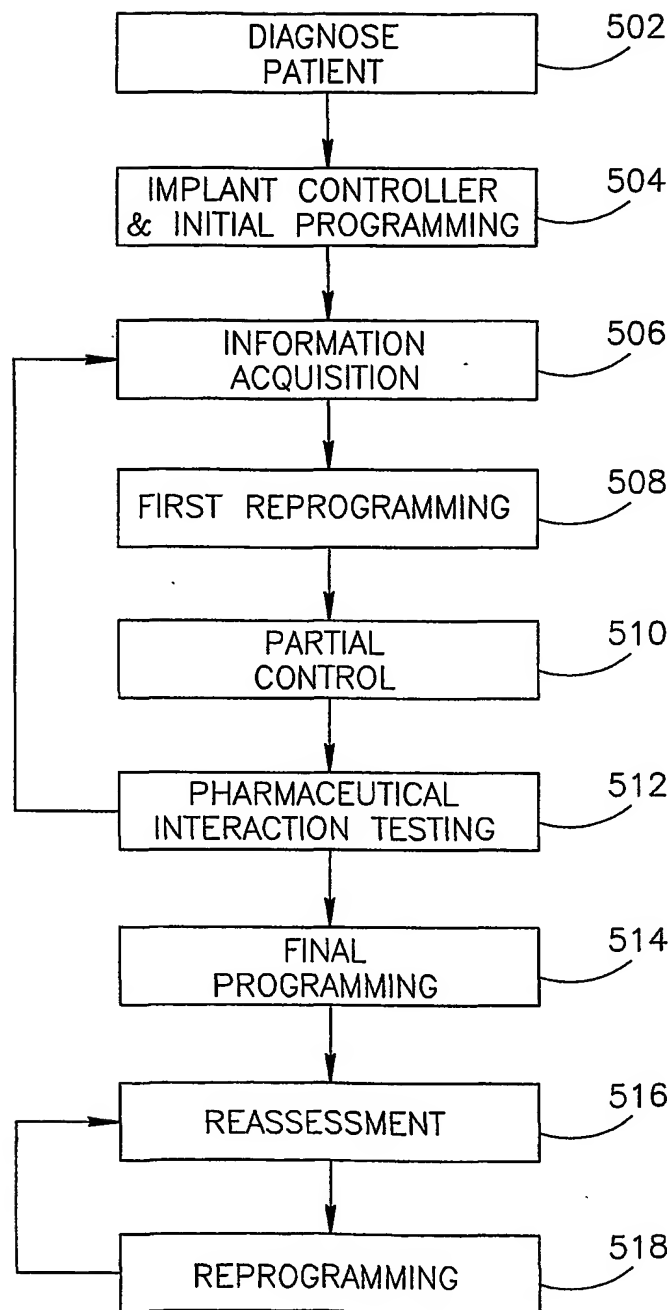 502
DIAGNOSE
PATIENT
504
IMPLANT CONTROLLER
& INITIAL PROGRAMMING
506
INFORMATION
ACQUISITION
508
FIRST REPROGRAMMING
510
PARTIAL
CONTROL
512
PHARMACEUTICAL
INTERACTION TESTING
514
FINAL
PROGRAMMING
516
REASSESSMENT
518
REPROGRAMMING